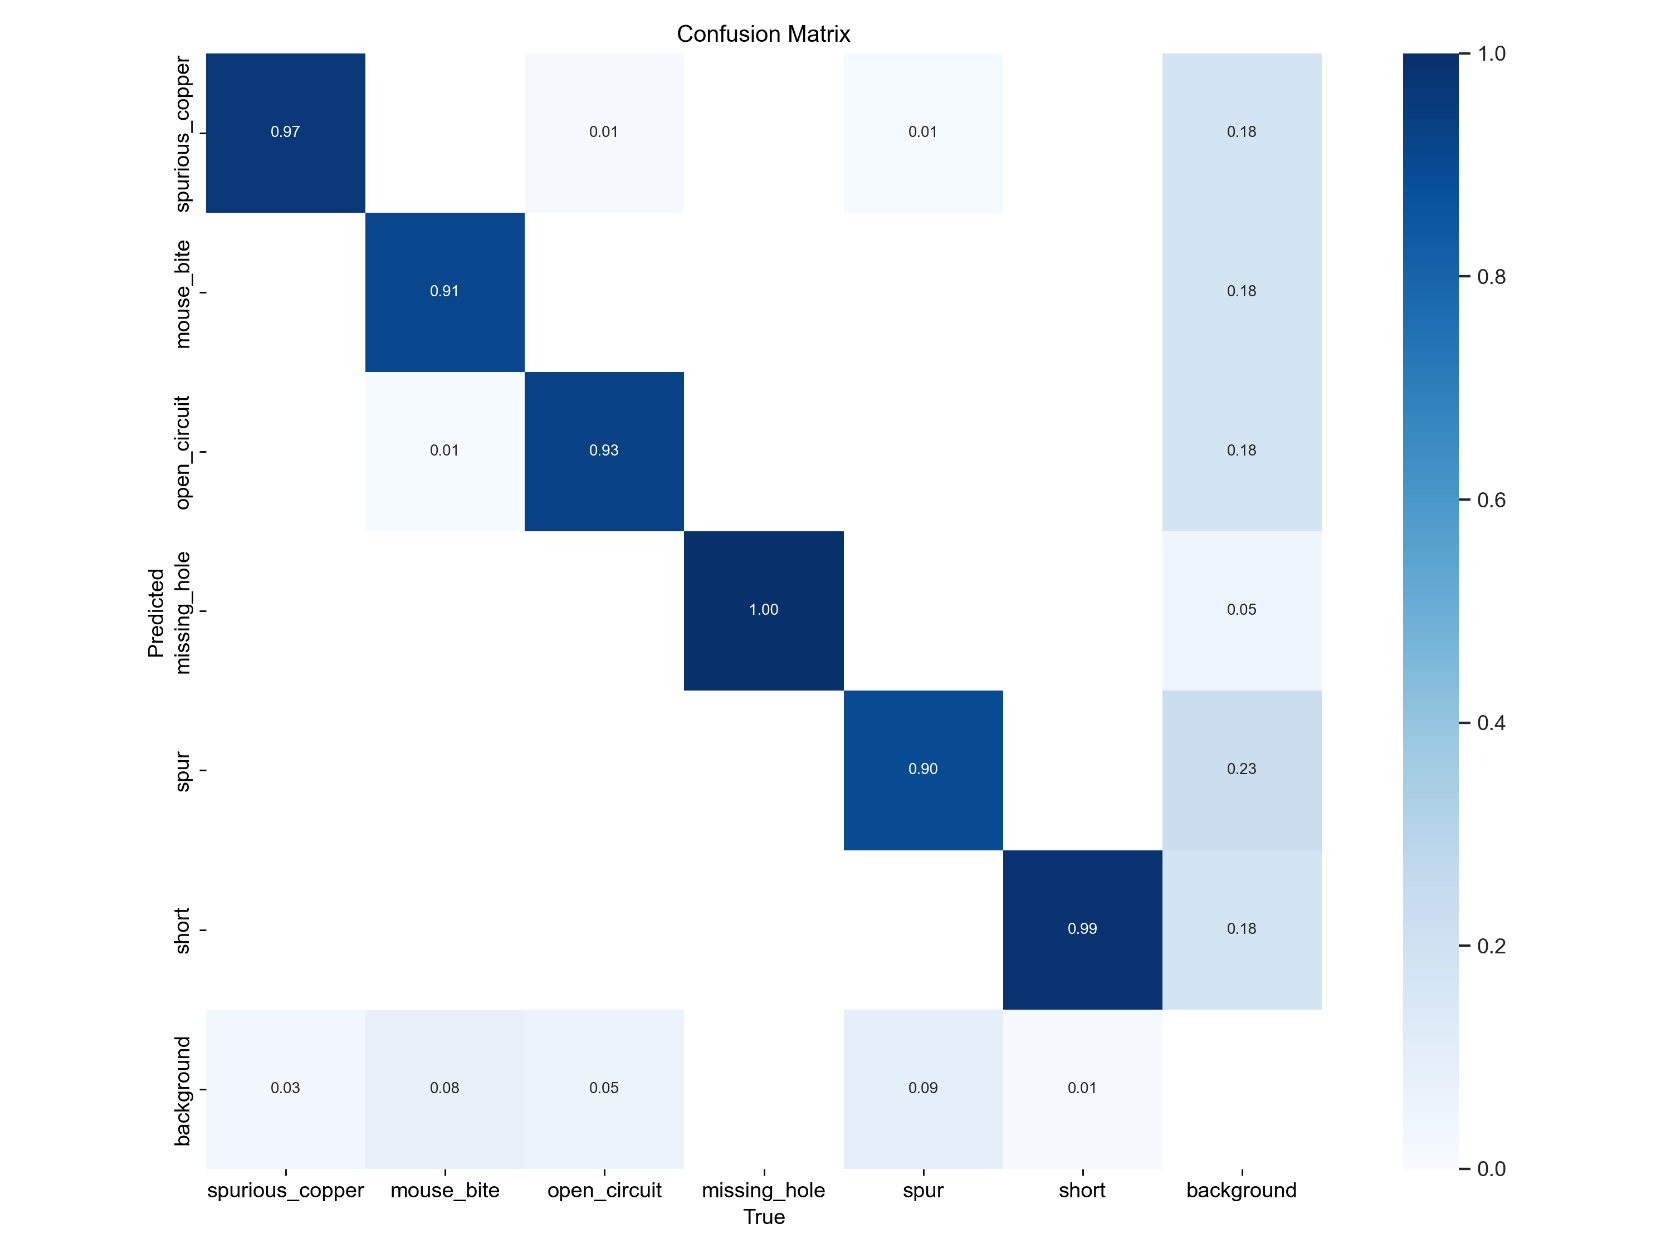 Confusion Matrix
spurious_copper
0.97
0.01
0.01
0.18
1.0
mouse_bite
0.91
0.18
0.8
open_circuit
0.01
0.93
0.18
0.6
Predicted
missing_hole
1.00
0.05
0.4
spur
0.90
0.23
short
0.99
0.18
0.2
background
0.03
0.08
0.05
0.09
0.01
0.0
spurious_copper mouse_bite open_circuit missing_hole spur short background
True